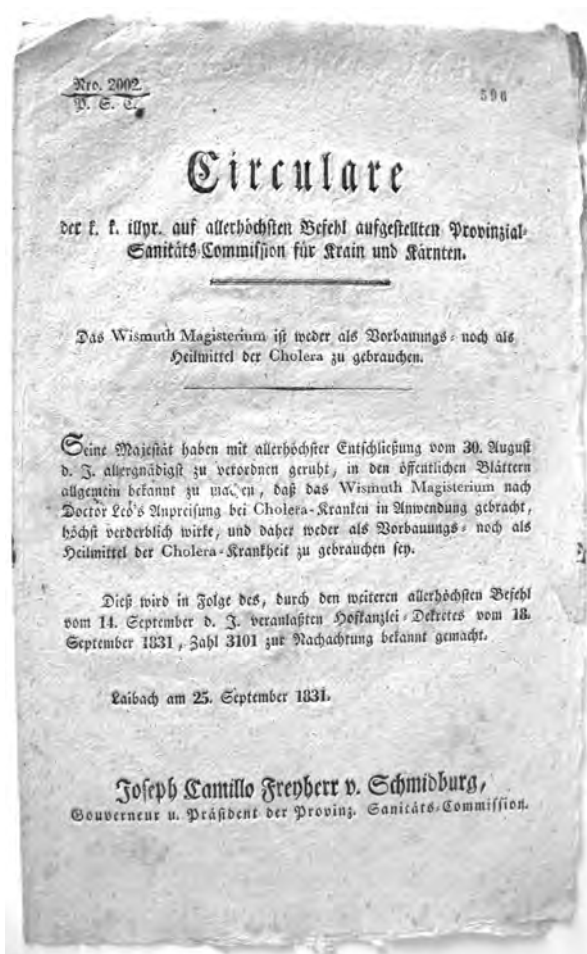 Nro. 2002
P. S. C.
596
Circulare
der k. k. illyr. auf allerhöchsten Befehl aufgestellten Provinzial-
Sanitäts-Commission für Krain und Kärnten.
Das Wismuth Magisterium ist weder als Vorbauungs- noch als
Heilmittel der Cholera zu gebrauchen.
Seine Majestät haben mit allerhöchster Entschließung vom 30. August
d. J. allergnädigst zu verordnen geruht, in den öffentlichen Blättern
allgemein bekannt zu machen, daß das Wismuth Magisterium nach
Doctor Leo's Anpreisung bei Cholera-Kranken in Anwendung gebracht,
höchst verderblich wirke, und daher weder als Vorbauungs- noch als
Heilmittel der Cholera-Krankheit zu gebrauchen sey.
Dieß wird in Folge des, durch den weiteren allerhöchsten Befehl
vom 14. September d. J. veranlaßten Hofkanzlei-Dekretes vom 18.
September 1831, Zahl 3101 zur Nachachtung bekannt gemacht.
Laibach am 25. September 1831.
Joseph Camillo Freyherr v. Schmidburg,
Gouverneur u. Präsident der Provinz. Sanitäts-Commission.